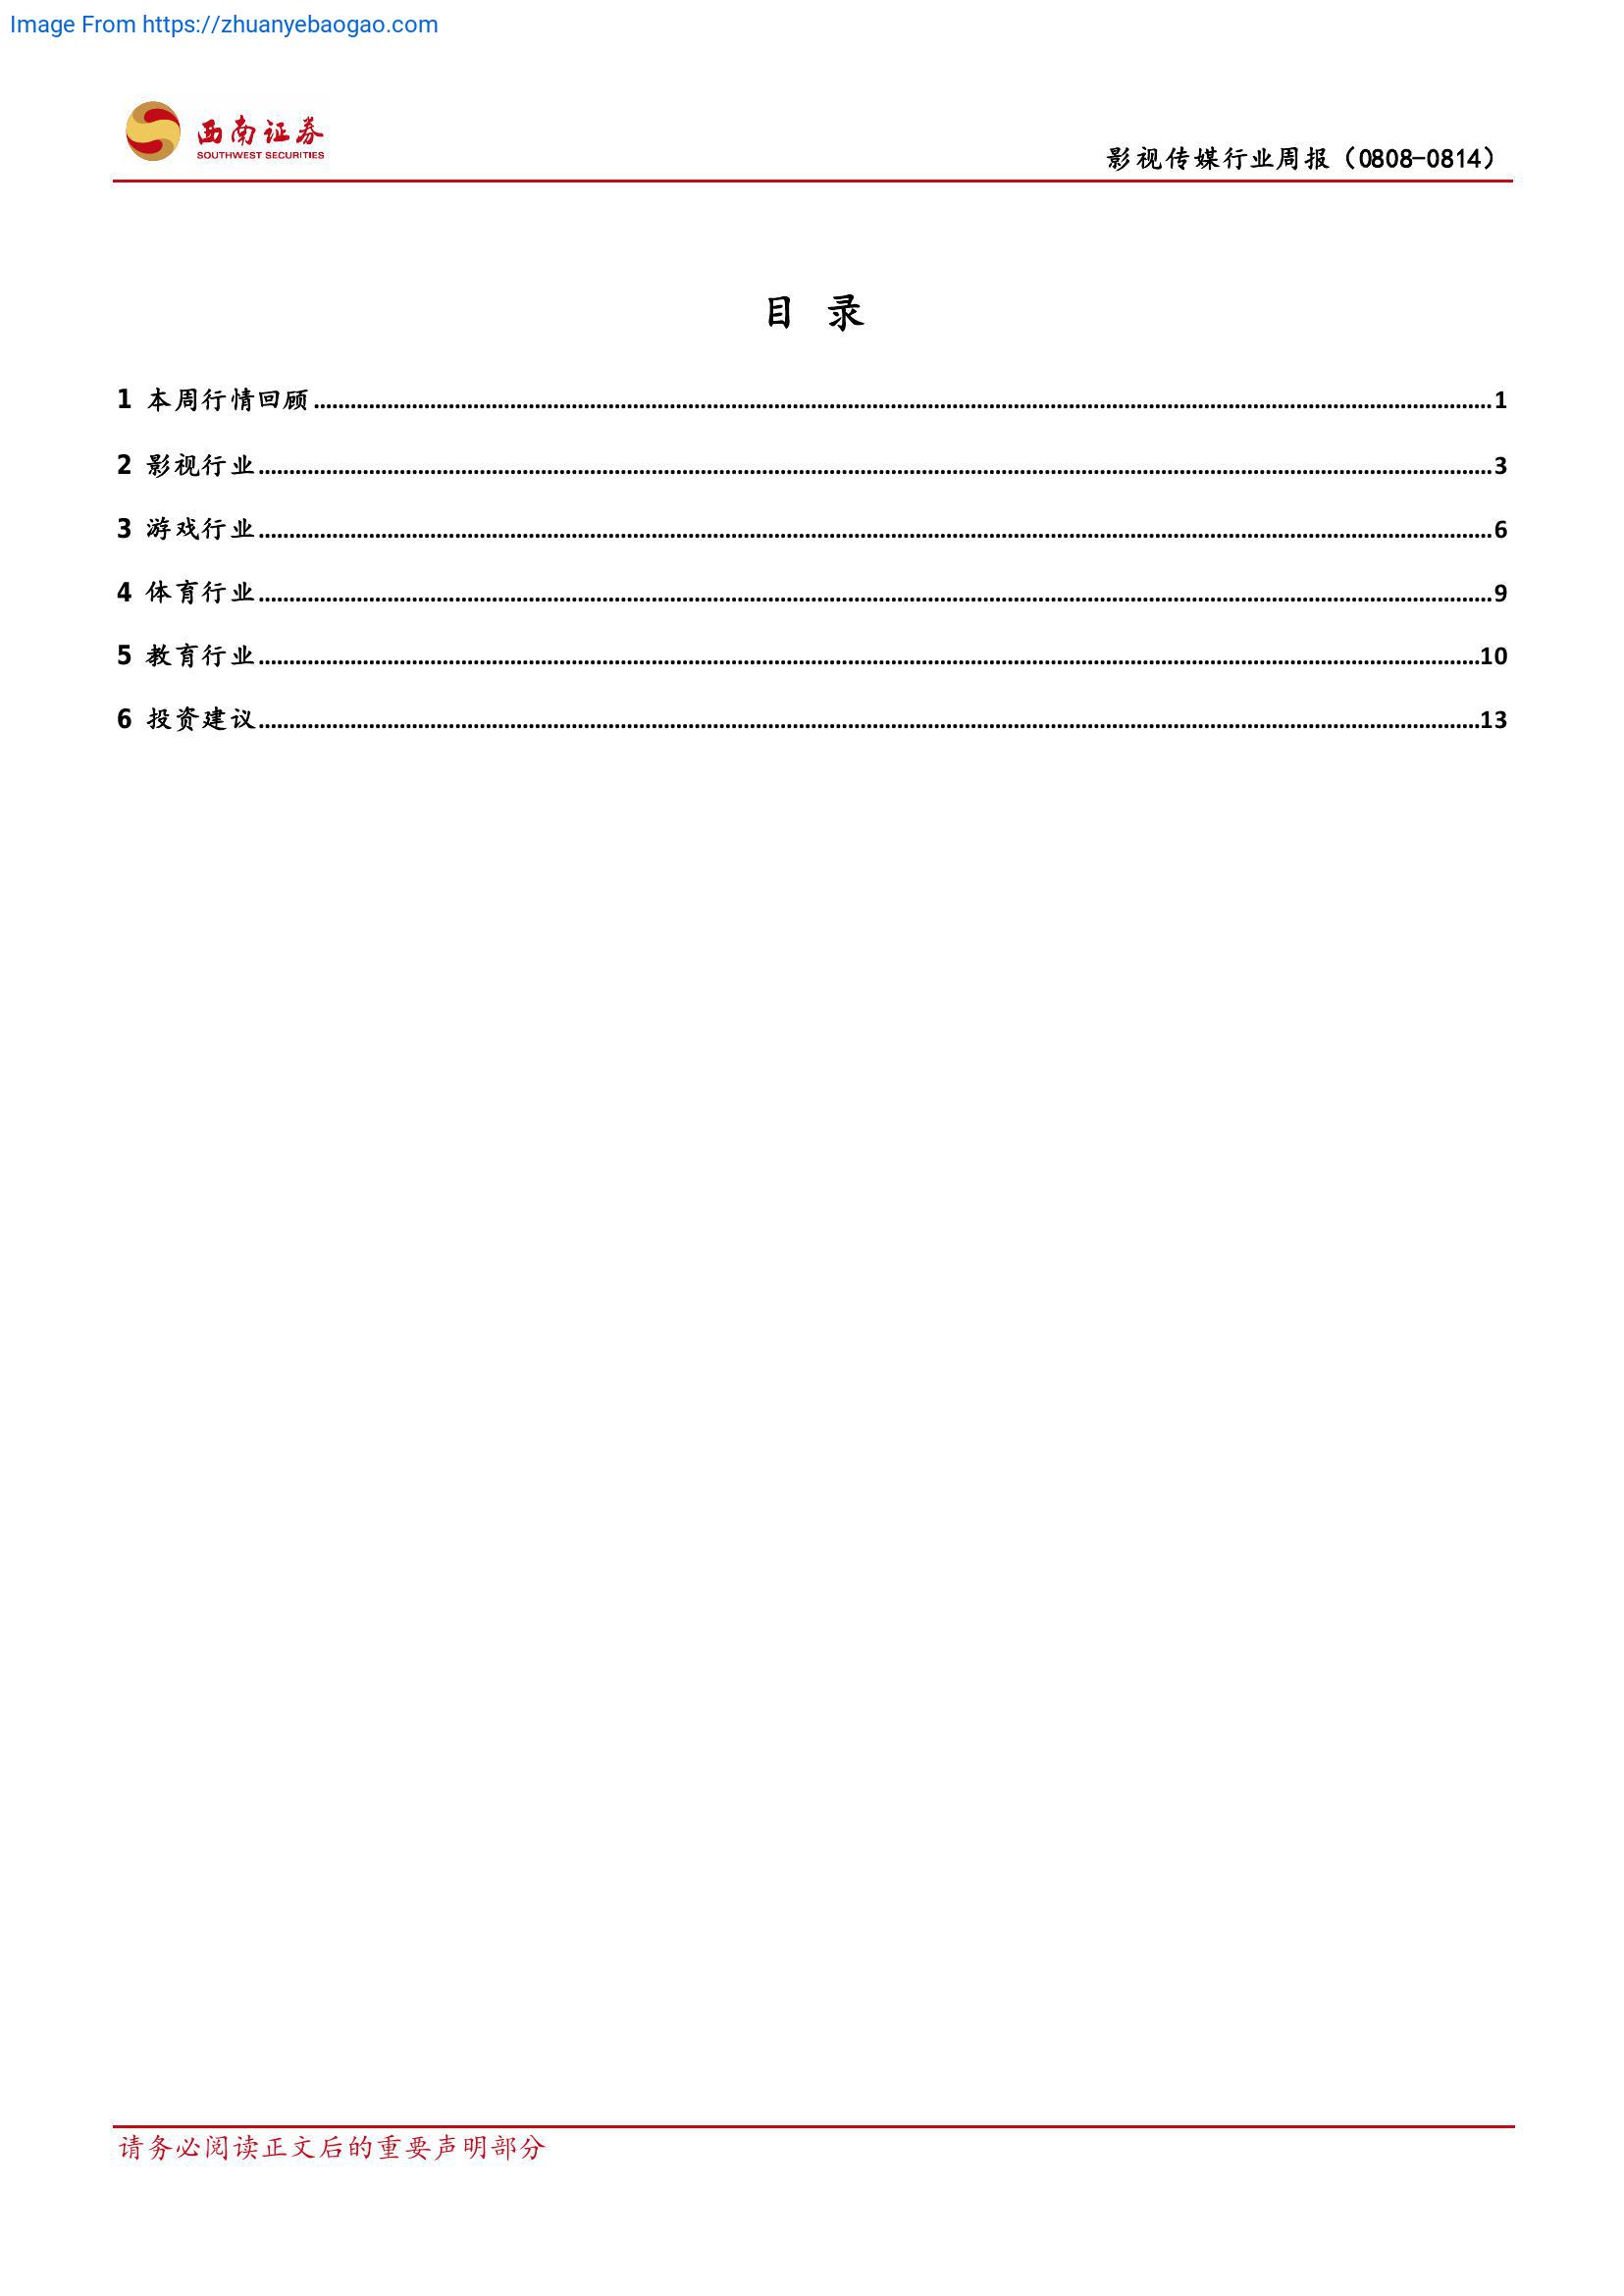 Image From https://zhuanyebaogao.com
西南证券
SOUTHWEST SECURITIES
影视传媒行业周报（0808-0814）
目 录
1 本周行情回顾 1
2 影视行业 3
3 游戏行业 6
4 体育行业 9
5 教育行业 10
6 投资建议 13
请务必阅读正文后的重要声明部分